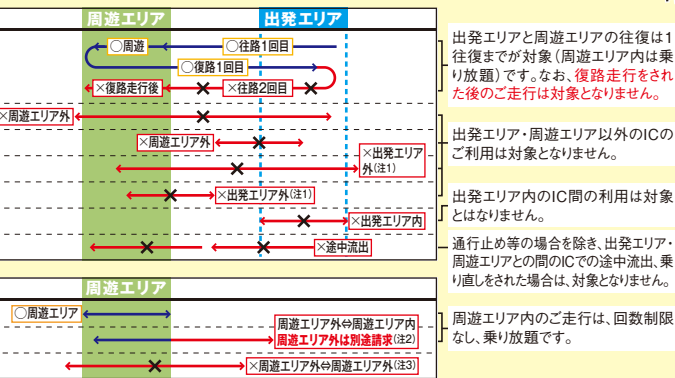 周遊エリア
出発エリア
○周遊
○往路1回目
○復路1回目
×復路走行後
×往路2回目
×周遊エリア外
×周遊エリア外
×出発エリア
外(注1)
×出発エリア外(注1)
×出発エリア内
×途中流出
出発エリアと周遊エリアの往復は1
往復までが対象(周遊エリア内は乗
り放題)です。なお、復路走行をされ
た後のご走行は対象となりません。
出発エリア・周遊エリア以外のICの
ご利用は対象となりません。
出発エリア内のIC間の利用は対象
とはなりません。
通行止め等の場合を除き、出発エリア・
周遊エリアとの間のICでの途中流出、乗
り直しをされた場合は、対象となりません。
周遊エリア
○周遊エリア
周遊エリア外⇔周遊エリア内
周遊エリア外は別途請求(注2)
×周遊エリア外⇔周遊エリア外(注3)
周遊エリア内のご走行は、回数制限
なし、乗り放題です。